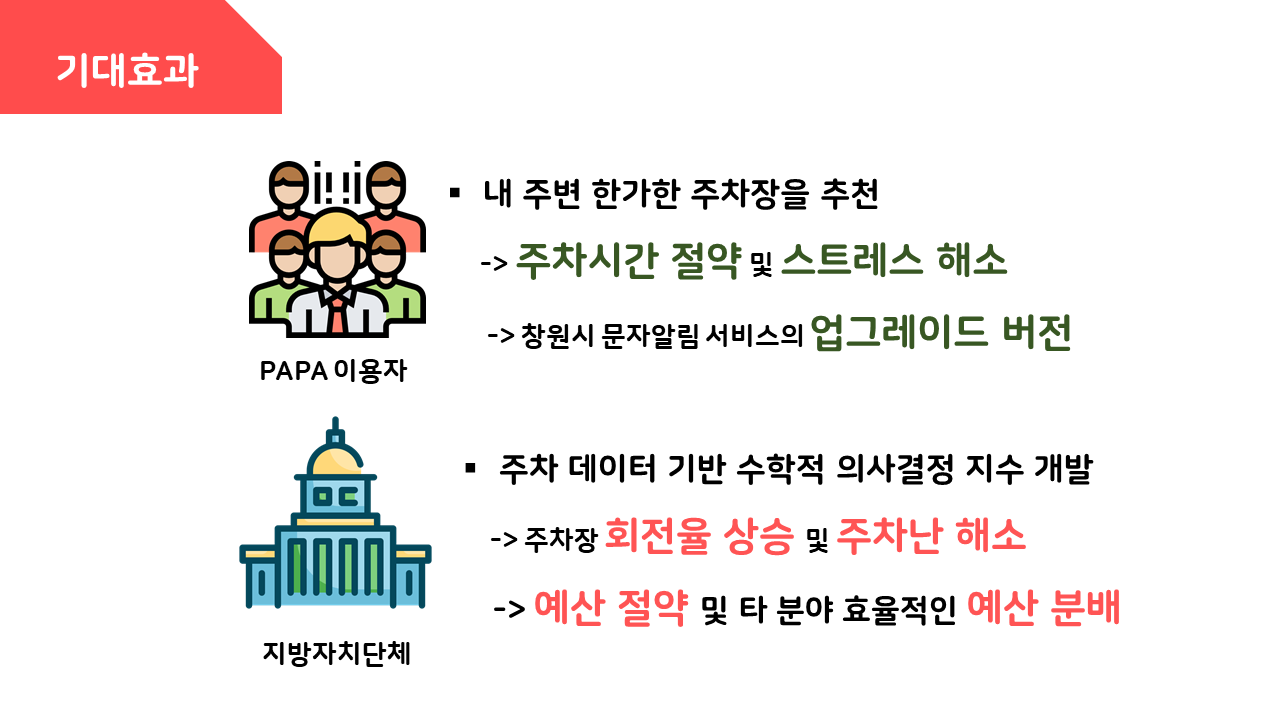 기대효과
▪ 내 주변 한가한 주차장을 추천
-> 주차시간 절약 및 스트레스 해소
-> 창원시 문자알림 서비스의 업그레이드 버전
PAPA 이용자
▪ 주차 데이터 기반 수학적 의사결정 지수 개발
-> 주차장 회전율 상승 및 주차난 해소
-> 예산 절약 및 타 분야 효율적인 예산 분배
지방자치단체